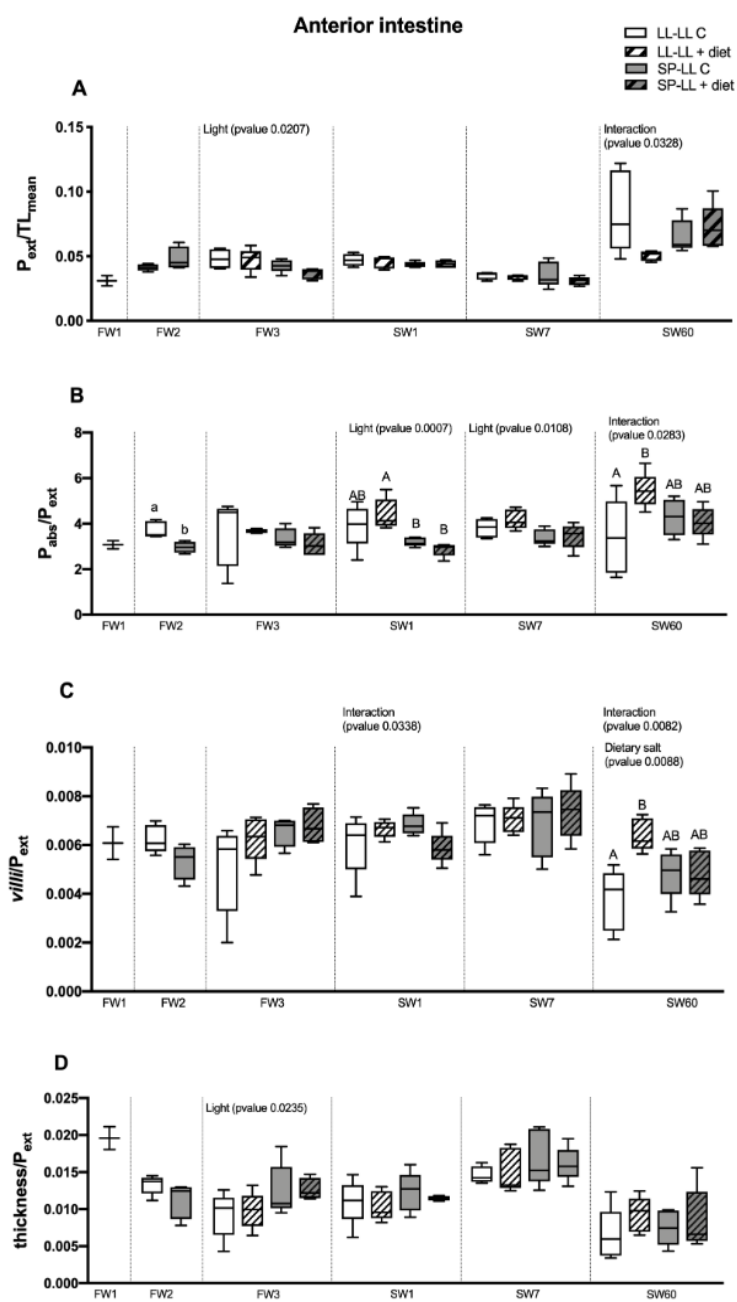 Anterior intestine
LL-LL C
LL-LL + diet
SP-LL C
SP-LL + diet
A
Light (pvalue 0.0207)
Interaction
(pvalue 0.0328)
0.15
0.10
0.05
0.00
Pext/TLmean
FW1 FW2 FW3 SW1 SW7 SW60
B
Light (pvalue 0.0007) Light (pvalue 0.0108)
Interaction
(pvalue 0.0283)
8
6
4
2
0
Pabs/Pext
a b AB A B B A B AB AB
FW1 FW2 FW3 SW1 SW7 SW60
C
Interaction
(pvalue 0.0338)
Interaction
(pvalue 0.0082)
Dietary salt
(pvalue 0.0088)
0.010
0.008
0.006
0.004
0.002
0.000
villi/Pext
A B AB AB
FW1 FW2 FW3 SW1 SW7 SW60
D
Light (pvalue 0.0235)
0.025
0.020
0.015
0.010
0.005
0.000
thickness/Pext
FW1 FW2 FW3 SW1 SW7 SW60